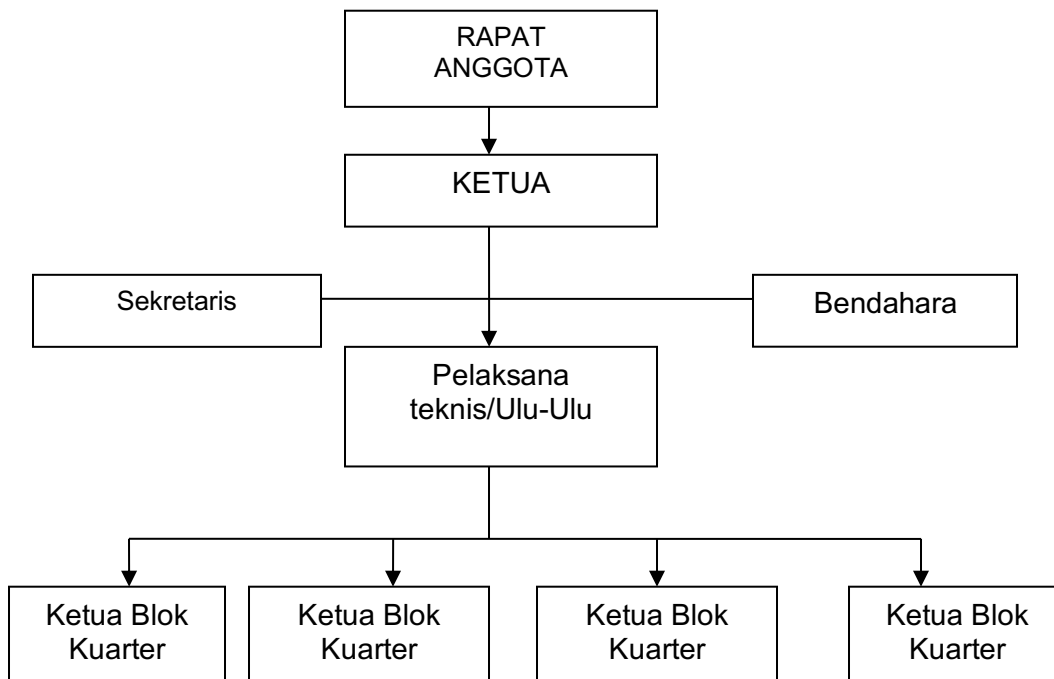 RAPAT
ANGGOTA
KETUA
Sekretaris
Bendahara
Pelaksana
teknis/Ulu-Ulu
Ketua Blok
Kuarter
Ketua Blok
Kuarter
Ketua Blok
Kuarter
Ketua Blok
Kuarter